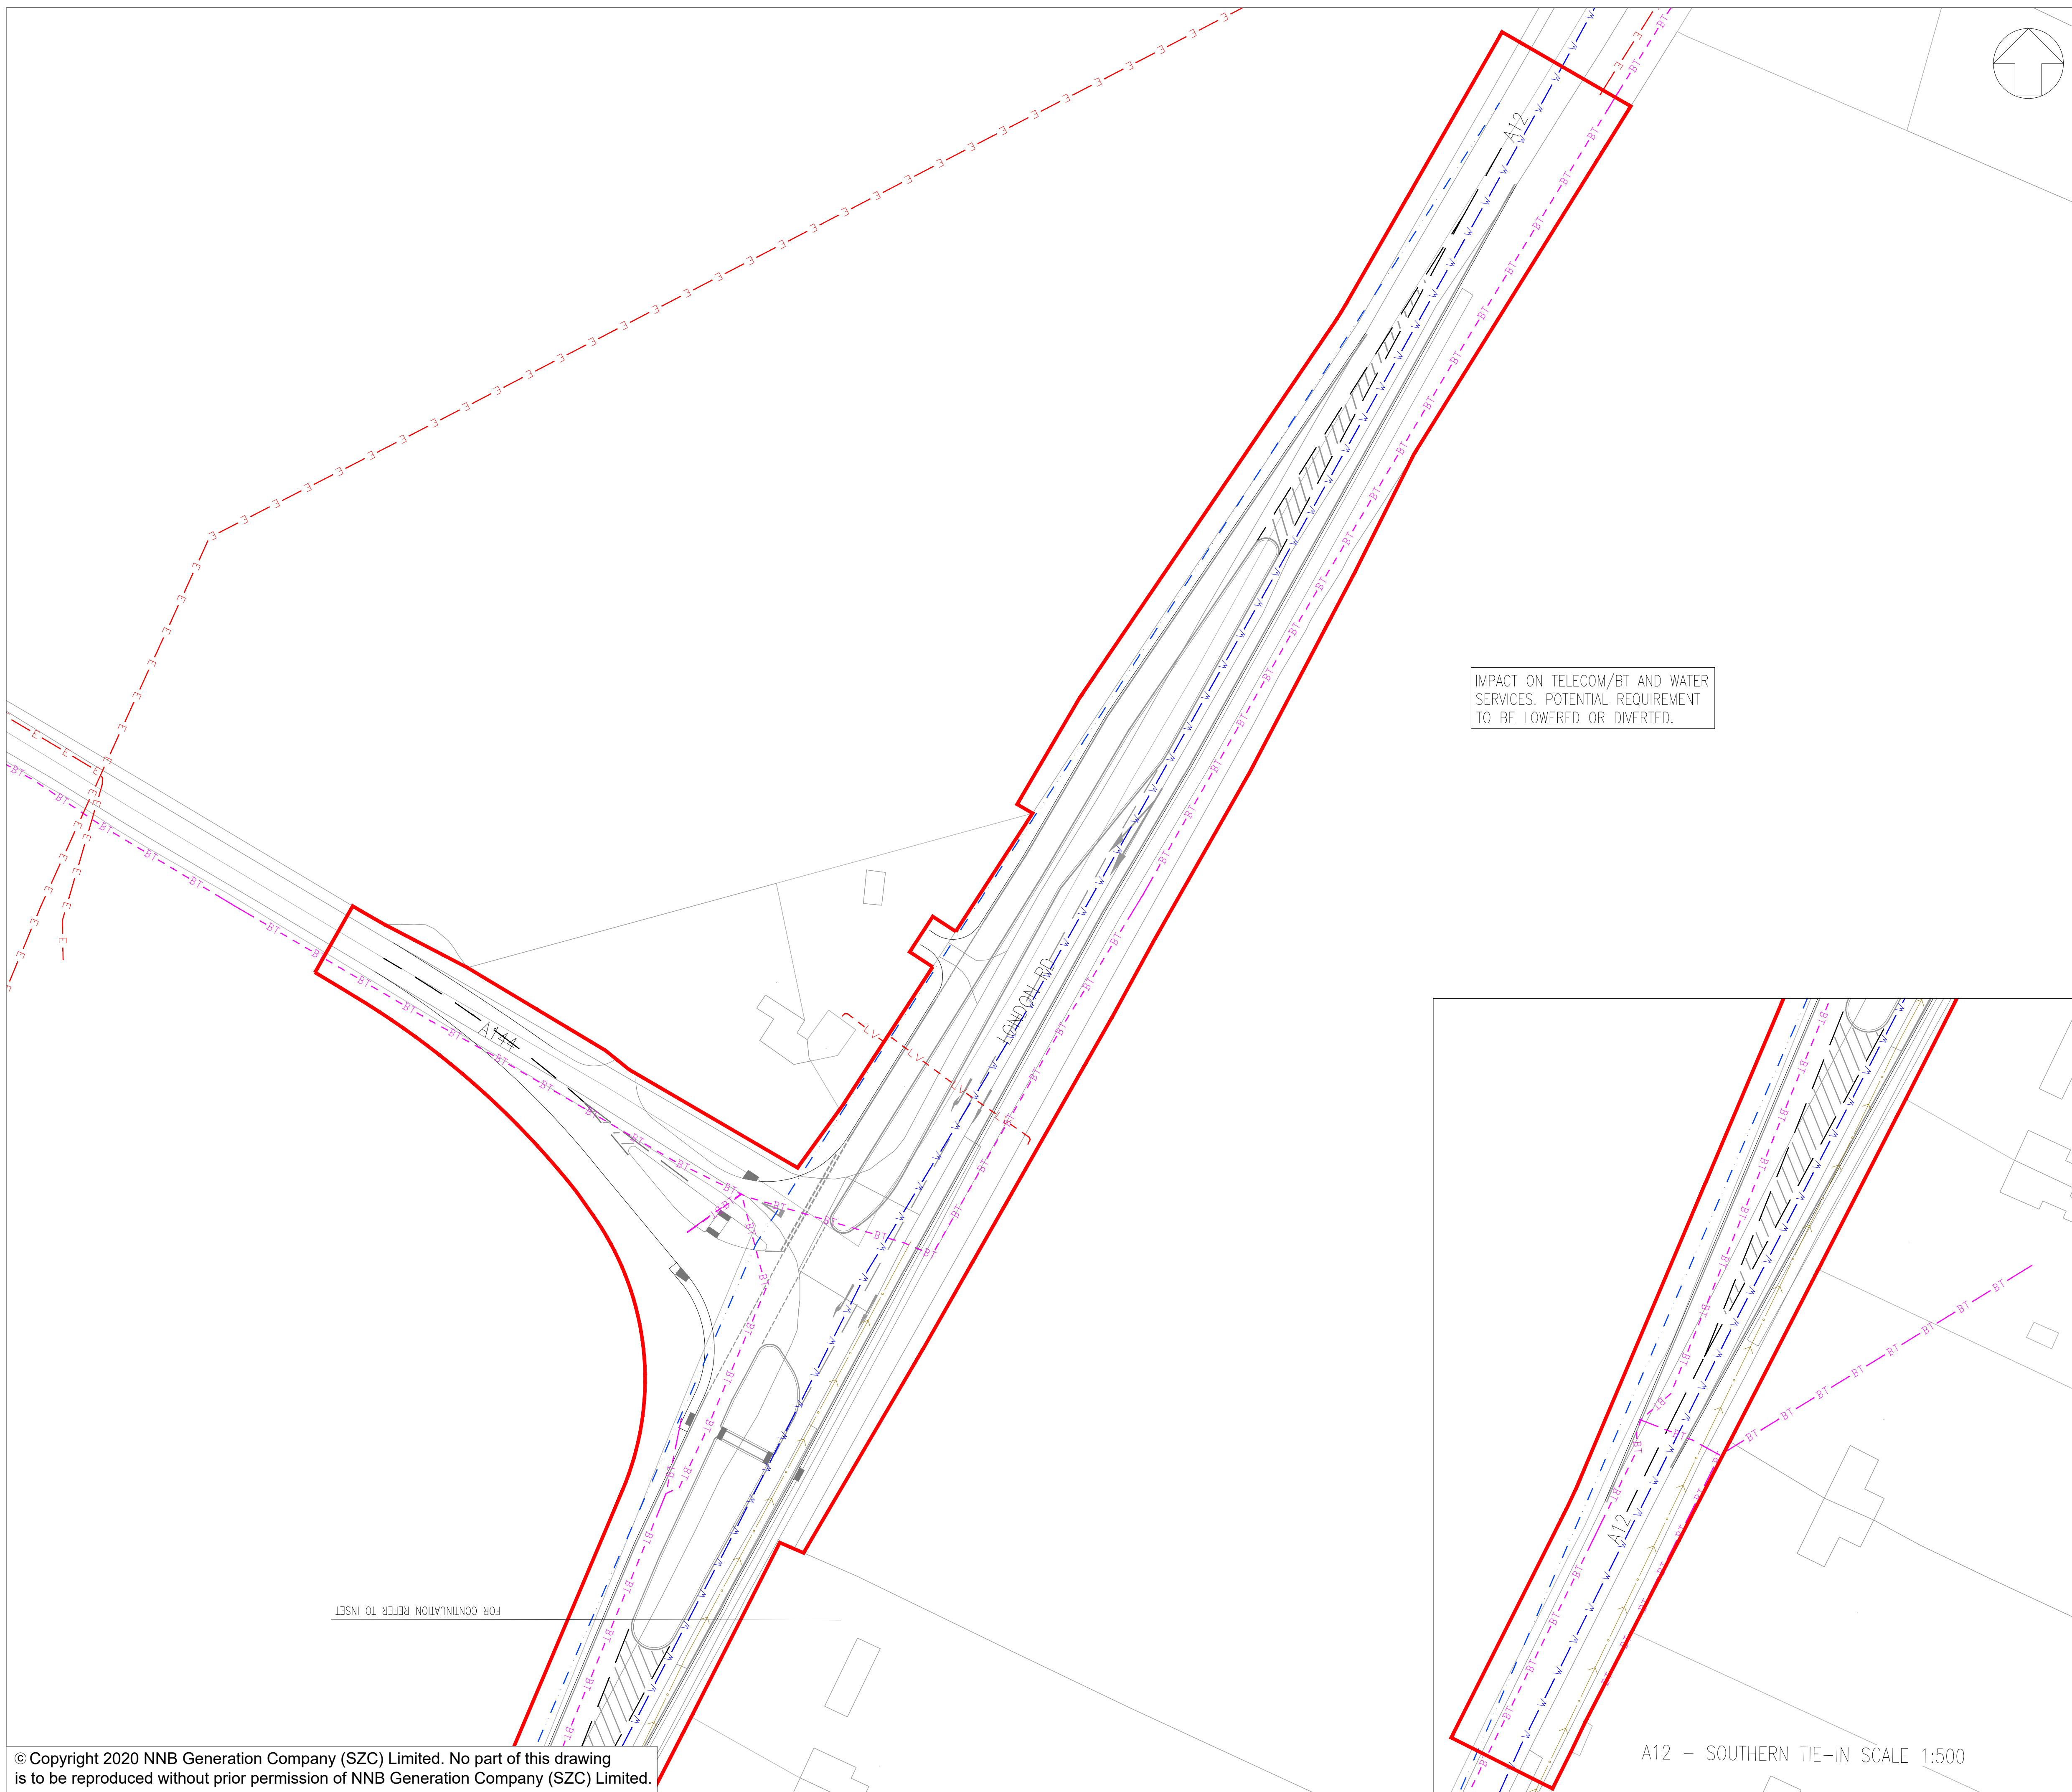 A12
IMPACT ON TELECOM/BT AND WATER
SERVICES. POTENTIAL REQUIREMENT
TO BE LOWERED OR DIVERTED.
LONDON RD
A144
FOR CONTINUATION REFER TO INSET
A12
A12 – SOUTHERN TIE–IN SCALE 1:500
© Copyright 2020 NNB Generation Company (SZC) Limited. No part of this drawing
is to be reproduced without prior permission of NNB Generation Company (SZC) Limited.